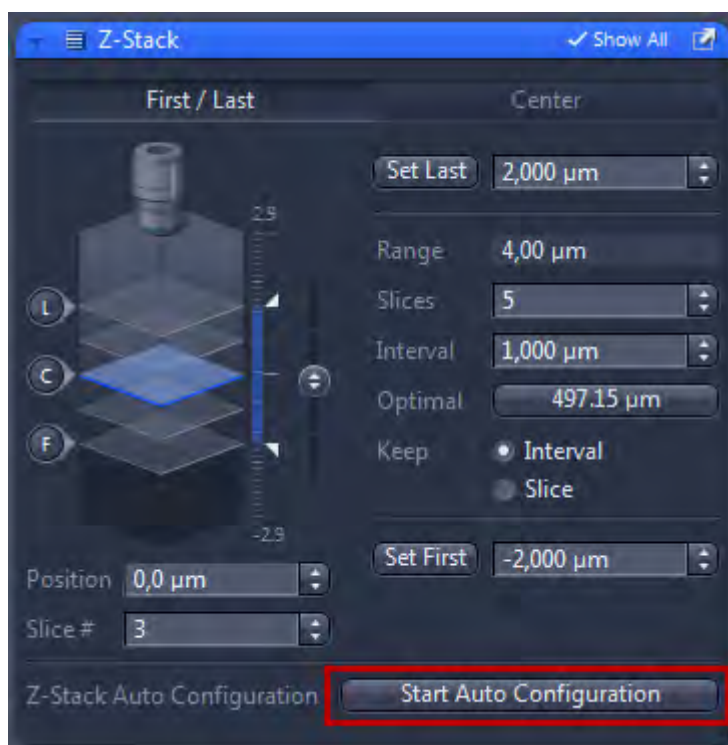 Z-Stack Show All
First / Last Center
Set Last 2,000 µm
2.9
Range 4,00 µm
L
Slices 5
Interval 1,000 µm
C
Optimal 497.15 µm
F
Keep Interval
Slice
-2.9
Set First -2,000 µm
Position 0,0 µm
Slice # 3
Z-Stack Auto Configuration Start Auto Configuration